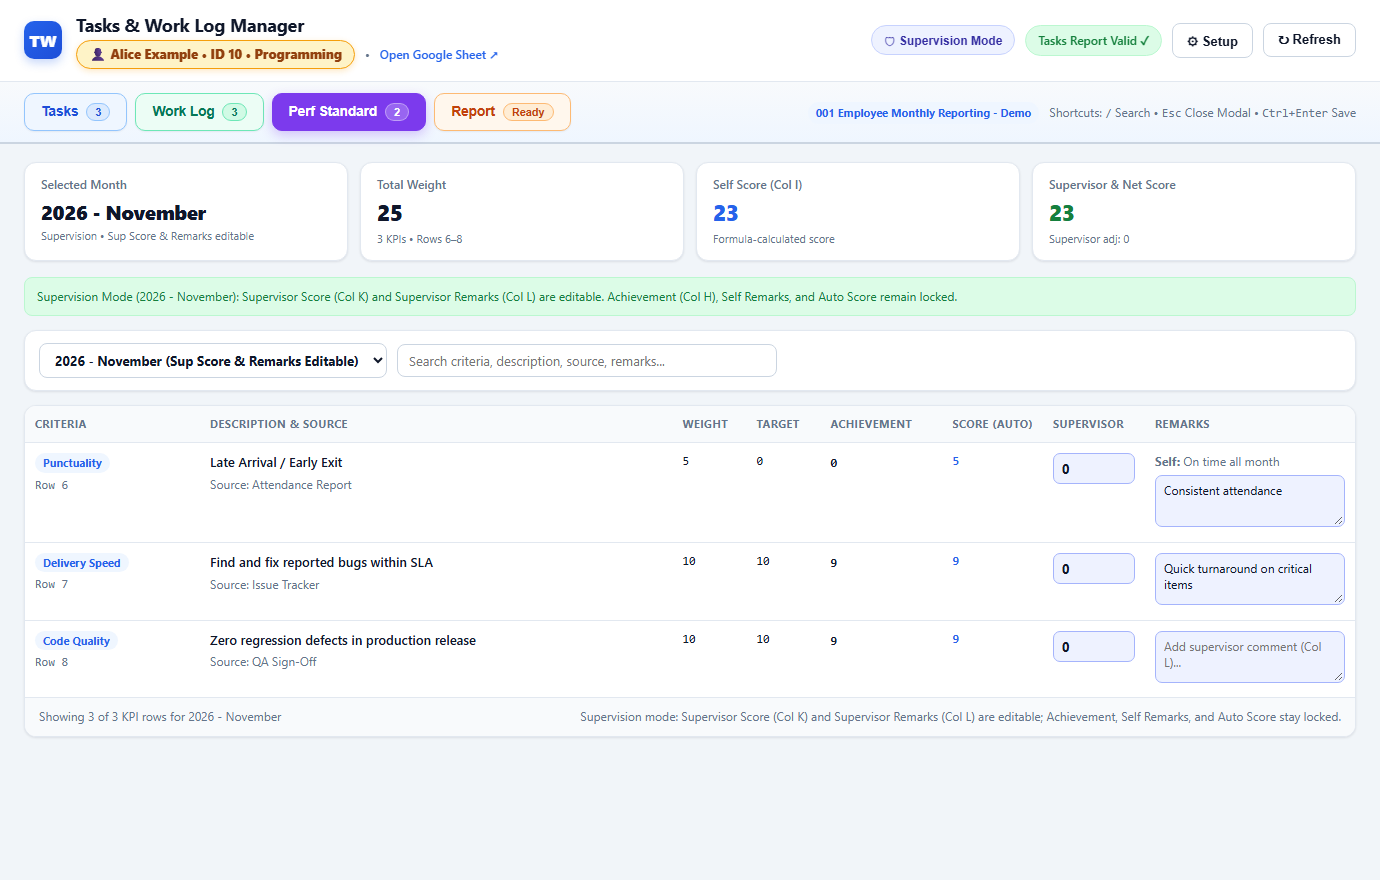 TW
Tasks & Work Log Manager
👤 Alice Example • ID 10 • Programming
• Open Google Sheet ↗
🛡 Supervision Mode
Tasks Report Valid ✓
⚙ Setup
↻ Refresh
Tasks 3
Work Log 3
Perf Standard 2
Report Ready
001 Employee Monthly Reporting - Demo
Shortcuts: / Search • Esc Close Modal • Ctrl+Enter Save
Selected Month
2026 - November
Supervision • Sup Score & Remarks editable
Total Weight
25
3 KPIs • Rows 6–8
Self Score (Col I)
23
Formula-calculated score
Supervisor & Net Score
23
Supervisor adj: 0
Supervision Mode (2026 - November): Supervisor Score (Col K) and Supervisor Remarks (Col L) are editable. Achievement (Col H), Self Remarks, and Auto Score remain locked.
2026 - November (Sup Score & Remarks Editable)
Search criteria, description, source, remarks...
CRITERIA DESCRIPTION & SOURCE WEIGHT TARGET ACHIEVEMENT SCORE (AUTO) SUPERVISOR REMARKS
Punctuality Late Arrival / Early Exit 5 0 0 5 0 Self: On time all month
Row 6 Source: Attendance Report Consistent attendance
Delivery Speed Find and fix reported bugs within SLA 10 10 9 9 0 Quick turnaround on critical
Row 7 Source: Issue Tracker items
Code Quality Zero regression defects in production release 10 10 9 9 0 Add supervisor comment (Col
Row 8 Source: QA Sign-Off L)...
Showing 3 of 3 KPI rows for 2026 - November
Supervision mode: Supervisor Score (Col K) and Supervisor Remarks (Col L) are editable; Achievement, Self Remarks, and Auto Score stay locked.